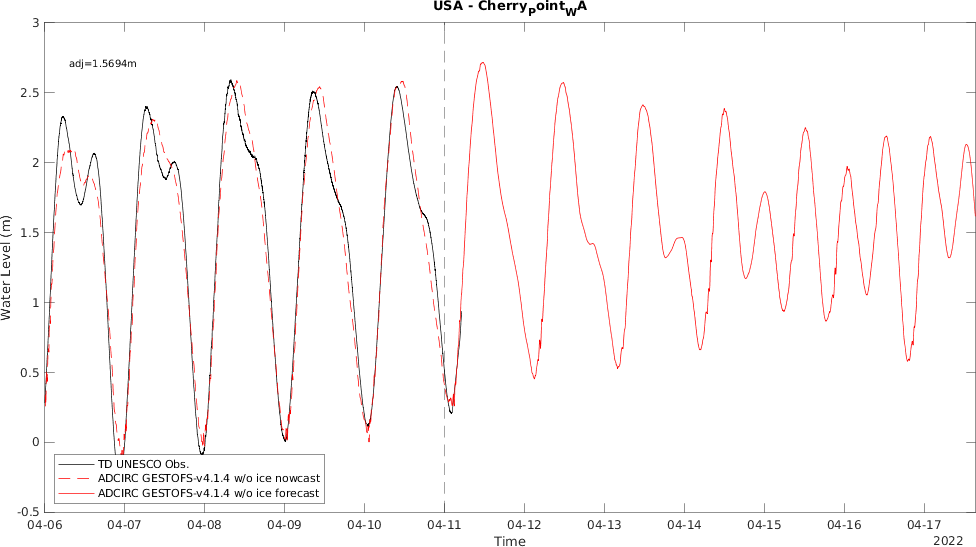 USA - Cherry_Point_WA
adj=1.5694m
3
2.5
2
1.5
1
0.5
0
-0.5
Water Level (m)
TD UNESCO Obs.
ADCIRC GESTOFS-v4.1.4 w/o ice nowcast
ADCIRC GESTOFS-v4.1.4 w/o ice forecast
04-06 04-07 04-08 04-09 04-10 04-11 04-12 04-13 04-14 04-15 04-16 04-17
Time
2022